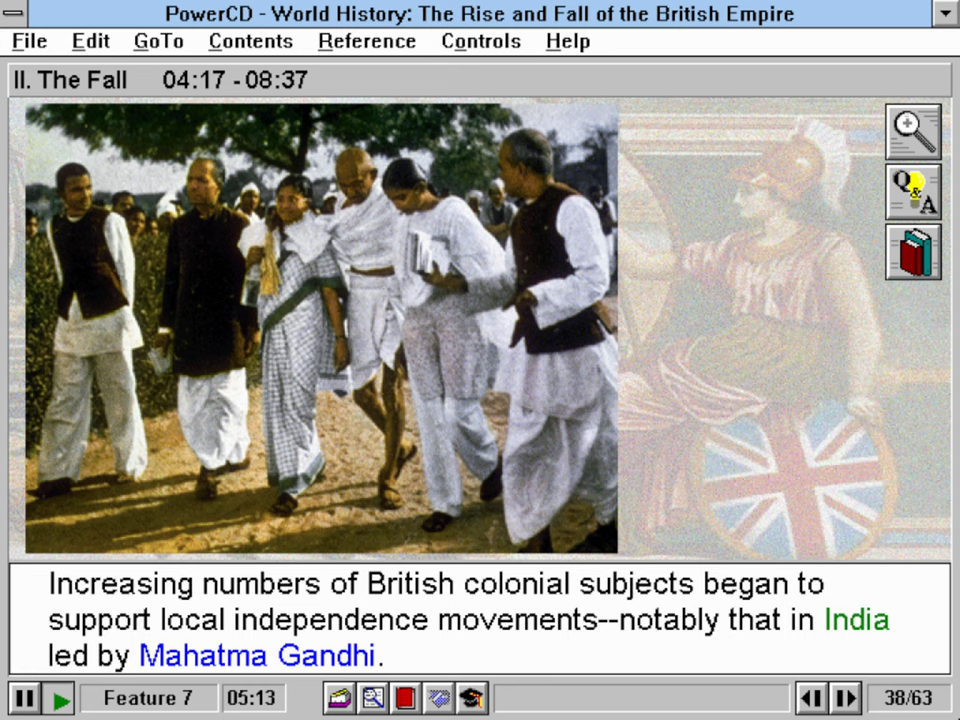 PowerCD - World History: The Rise and Fall of the British Empire
File Edit GoTo Contents Reference Controls Help
II. The Fall 04:17 - 08:37
Q & A
Increasing numbers of British colonial subjects began to
support local independence movements--notably that in India
led by Mahatma Gandhi.
Feature 7 05:13 38/63